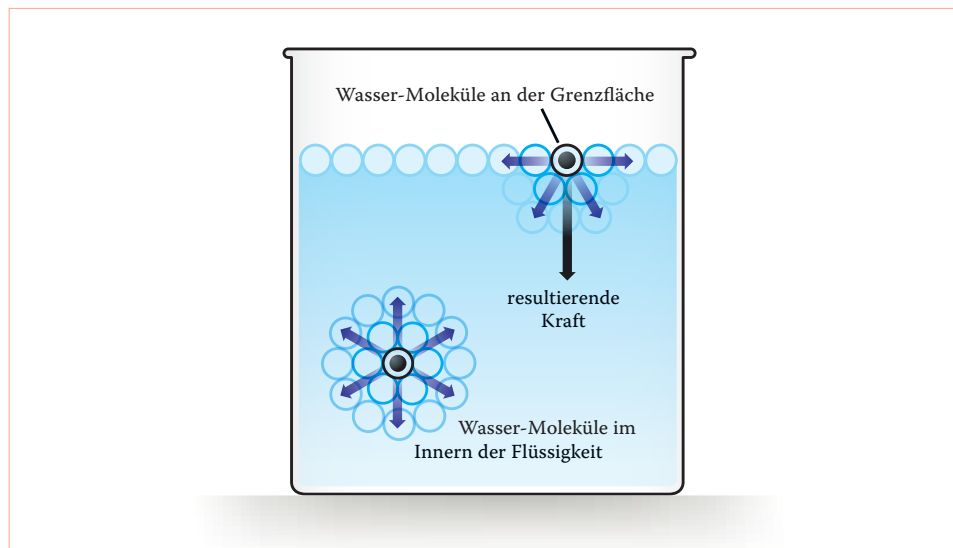 Wasser-Moleküle an der Grenzfläche
resultierende
Kraft
Wasser-Moleküle im
Innern der Flüssigkeit